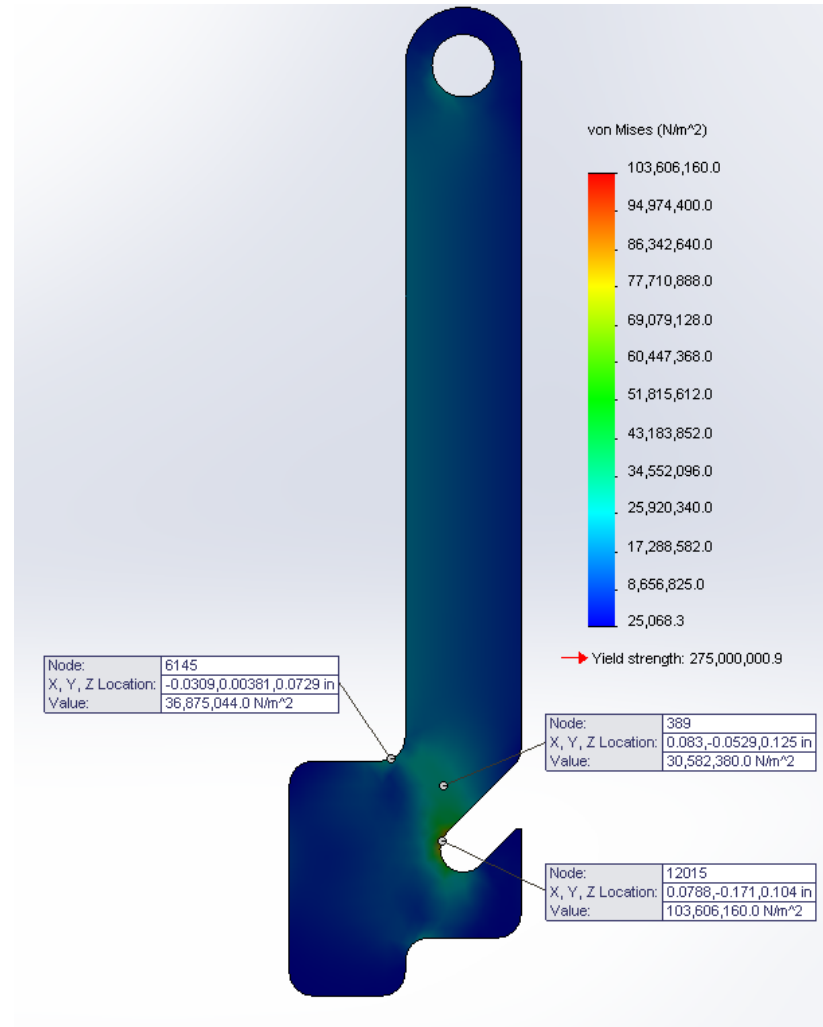 von Mises (N/m^2)
103,606,160.0
94,974,400.0
86,342,640.0
77,710,888.0
69,079,128.0
60,447,368.0
51,815,612.0
43,183,852.0
34,552,096.0
25,920,340.0
17,288,582.0
8,656,825.0
25,068.3
Yield strength: 275,000,000.9
Node: 6145
X, Y, Z Location: -0.0309,0.00381,0.0729 in
Value: 36,875,044.0 N/m^2
Node: 389
X, Y, Z Location: 0.083,-0.0529,0.125 in
Value: 30,582,380.0 N/m^2
Node: 12015
X, Y, Z Location: 0.0788,-0.171,0.104 in
Value: 103,606,160.0 N/m^2